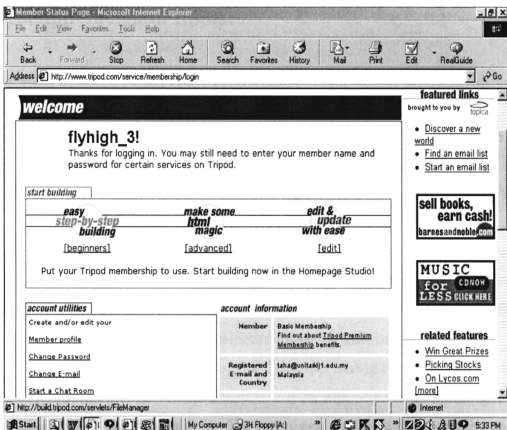 Member Status Page - Microsoft Internet Explorer
File Edit View Favorites Tools Help
Back Forward Stop Refresh Home Search Favorites History Mail Print Edit RealGuide
Address http://www.tripod.com/service/membership/login Go
welcome
flyhigh_3!
Thanks for logging in. You may still need to enter your member name and
password for certain services on Tripod.
start building
easy
step-by-step
building
[beginners]
make some
html
magic
[advanced]
edit &
update
with ease
[edit]
Put your Tripod membership to use. Start building now in the Homepage Studio!
account utilities
Create and/or edit your
Member profile
Change Password
Change E-mail
Start a Chat Room
account information
Member Basic Membership
Find out about Tripod Premium
Membership benefits.
Registered
E-mail and
Country
taha@unitaklj1.edu.my
Malaysia
featured links
brought to you by topica
Discover a new
world
Find an email list
Start an email list
sell books,
earn cash!
barnesandnoble.com
MUSIC
for CDNOW
LESS CLICK HERE
related features
Win Great Prizes
Picking Stocks
On Lycos.com
[more]
http://build.tripod.com/servlets/FileManager Internet
Start My Computer 3½ Floppy (A:) 5:33 PM